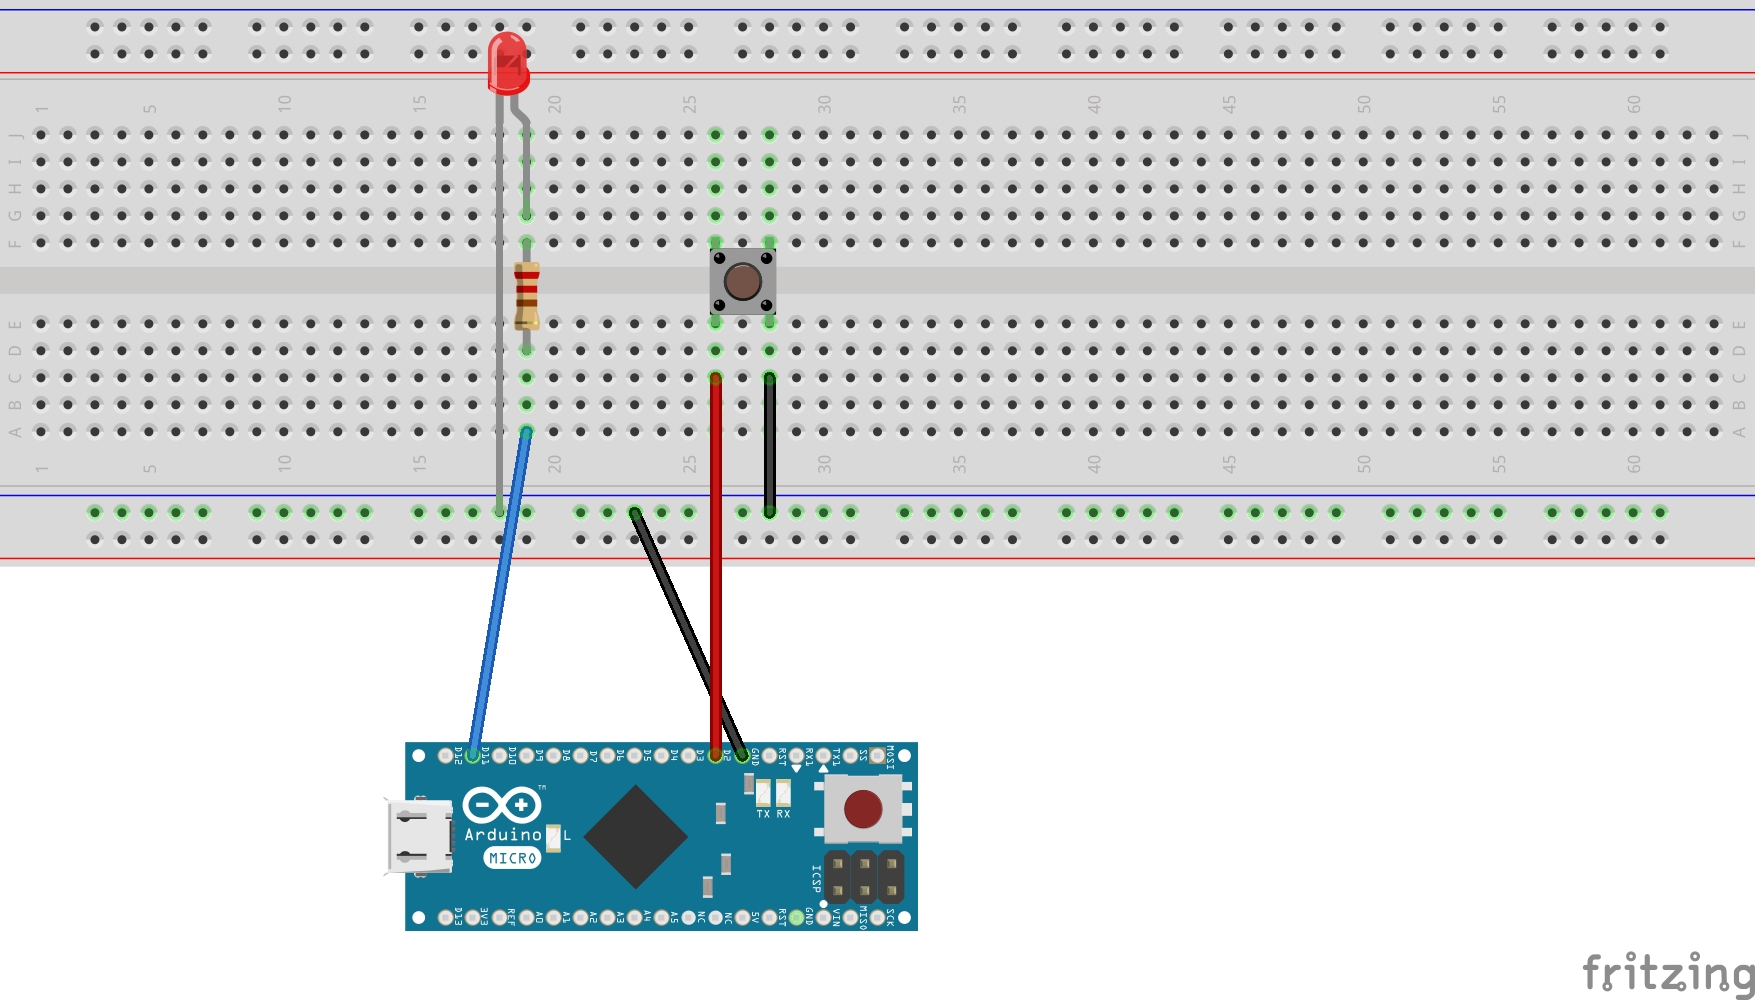 1 5 10 15 20 25 30 35 40 45 50 55 60
J J
I I
H H
G G
F F
E E
D D
C C
B B
A A
1 5 10 15 20 25 30 35 40 45 50 55 60
D12 D11 D10 D9 D8 D7 D6 D5 D4 D3 D2 GND RST RX1 TX1 SS MOSI
TM
TX RX
Arduino L
MICRO
ICSP
D13 3V3 REF A0 A1 A2 A3 A4 A5 NC NC 5V RST GND VIN MISO SCK
fritzing